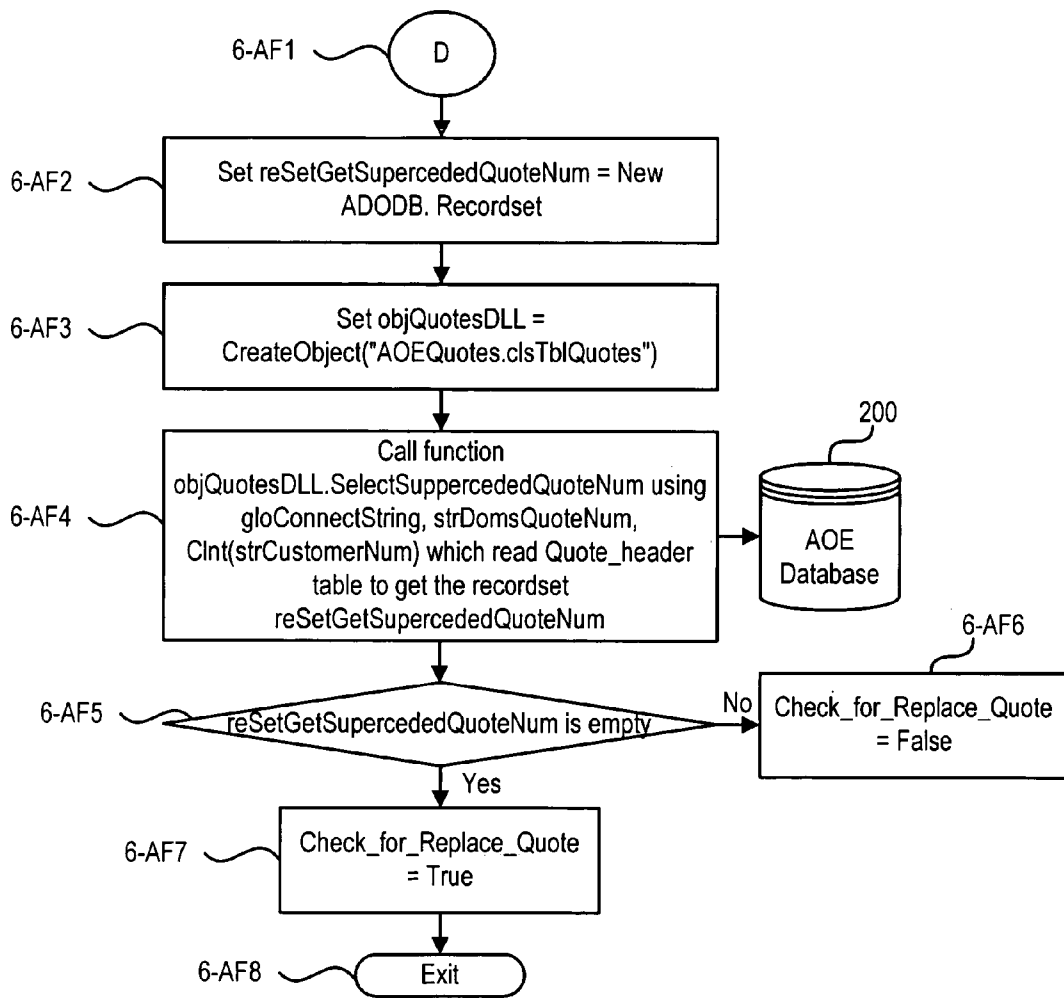 6-AF1
D
6-AF2
Set reSetGetSupercededQuoteNum = New
ADODB. Recordset
6-AF3
Set objQuotesDLL =
CreateObject("AOEQuotes.clsTblQuotes")
6-AF4
Call function
objQuotesDLL.SelectSuppercededQuoteNum using
gloConnectString, strDomsQuoteNum,
CInt(strCustomerNum) which read Quote_header
table to get the recordset
reSetGetSupercededQuoteNum
200
AOE
Database
6-AF5
reSetGetSupercededQuoteNum is empty
No
6-AF6
Check_for_Replace_Quote
= False
Yes
6-AF7
Check_for_Replace_Quote
= True
6-AF8
Exit